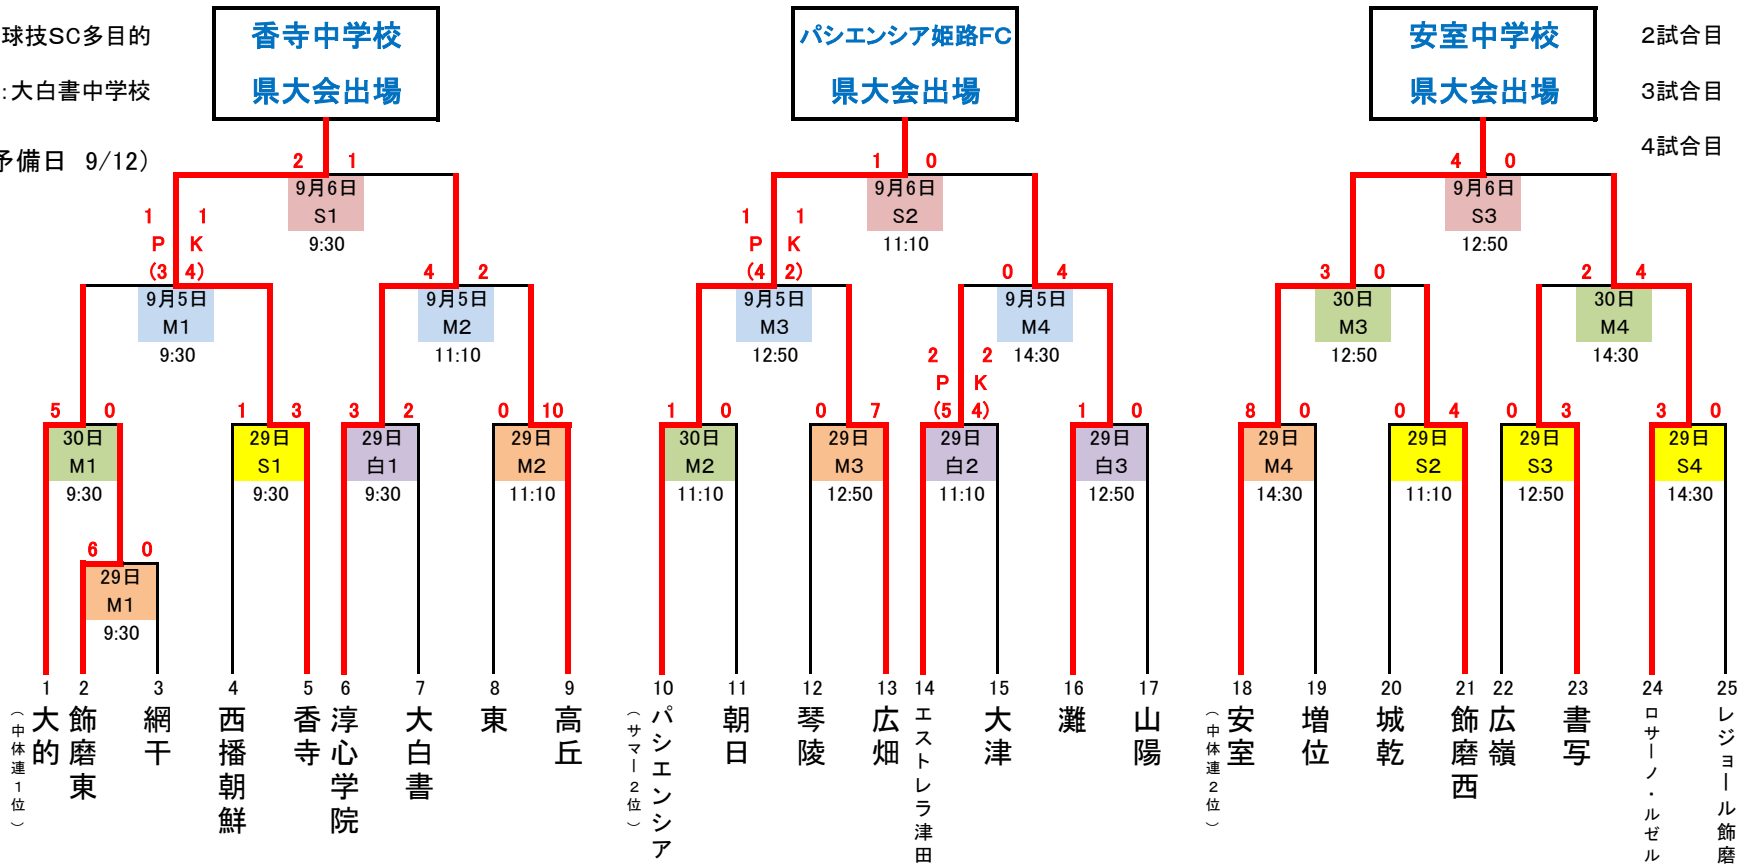 球技SC多目的
香寺中学校
パシエンシア姫路FC
安室中学校
2試合目
:大白書中学校
県大会出場
県大会出場
県大会出場
3試合目
予備日 9/12)
4試合目
2 1
1 0
4 0
9月6日
9月6日
9月6日
S1
S2
S3
9:30
11:10
12:50
1 1
P K
(3 4)
4 2
1 1
P K
(4 2)
0 4
3 0
2 4
9月5日
9月5日
9月5日
9月5日
30日
30日
M1
M2
M3
M4
M3
M4
9:30
11:10
12:50
14:30
12:50
14:30
5 0
1 3
3 2
0 10
1 0
0 7
2 2
P K
(5 4)
1 0
8 0
0 4
0 3
3 0
30日
29日
29日
29日
30日
29日
29日
29日
29日
29日
29日
29日
M1
S1
白1
M2
M2
M3
白2
白3
M4
S2
S3
S4
9:30
9:30
9:30
11:10
11:10
12:50
11:10
12:50
14:30
11:10
12:50
14:30
6 0
29日
M1
9:30
1
大的
(中体連1位)
2
飾磨東
3
網干
4
西播朝鮮
5
香寺
6
淳心学院
7
大白書
8
東
9
高丘
10
パシエンシア
(サマー2位)
11
朝日
12
琴陵
13
広畑
14
エストレラ津田
15
大津
16
灘
17
山陽
18
安室
(中体連2位)
19
増位
20
城乾
21
飾磨西
22
広嶺
23
書写
24
ロサーノ・ルゼル
25
レジョール飾磨